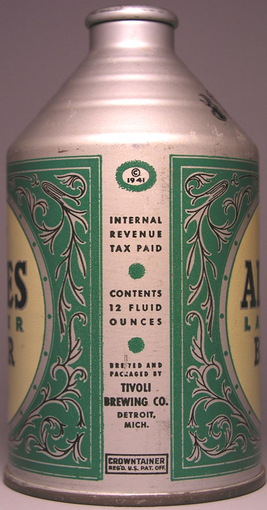 © 1941
INTERNAL
REVENUE
TAX PAID
CONTENTS
12 FLUID
OUNCES
BREWED AND
PACKAGED BY
TIVOLI
BREWING CO.
DETROIT,
MICH.
CROWNTAINER
REG'D. U.S. PAT. OFF.